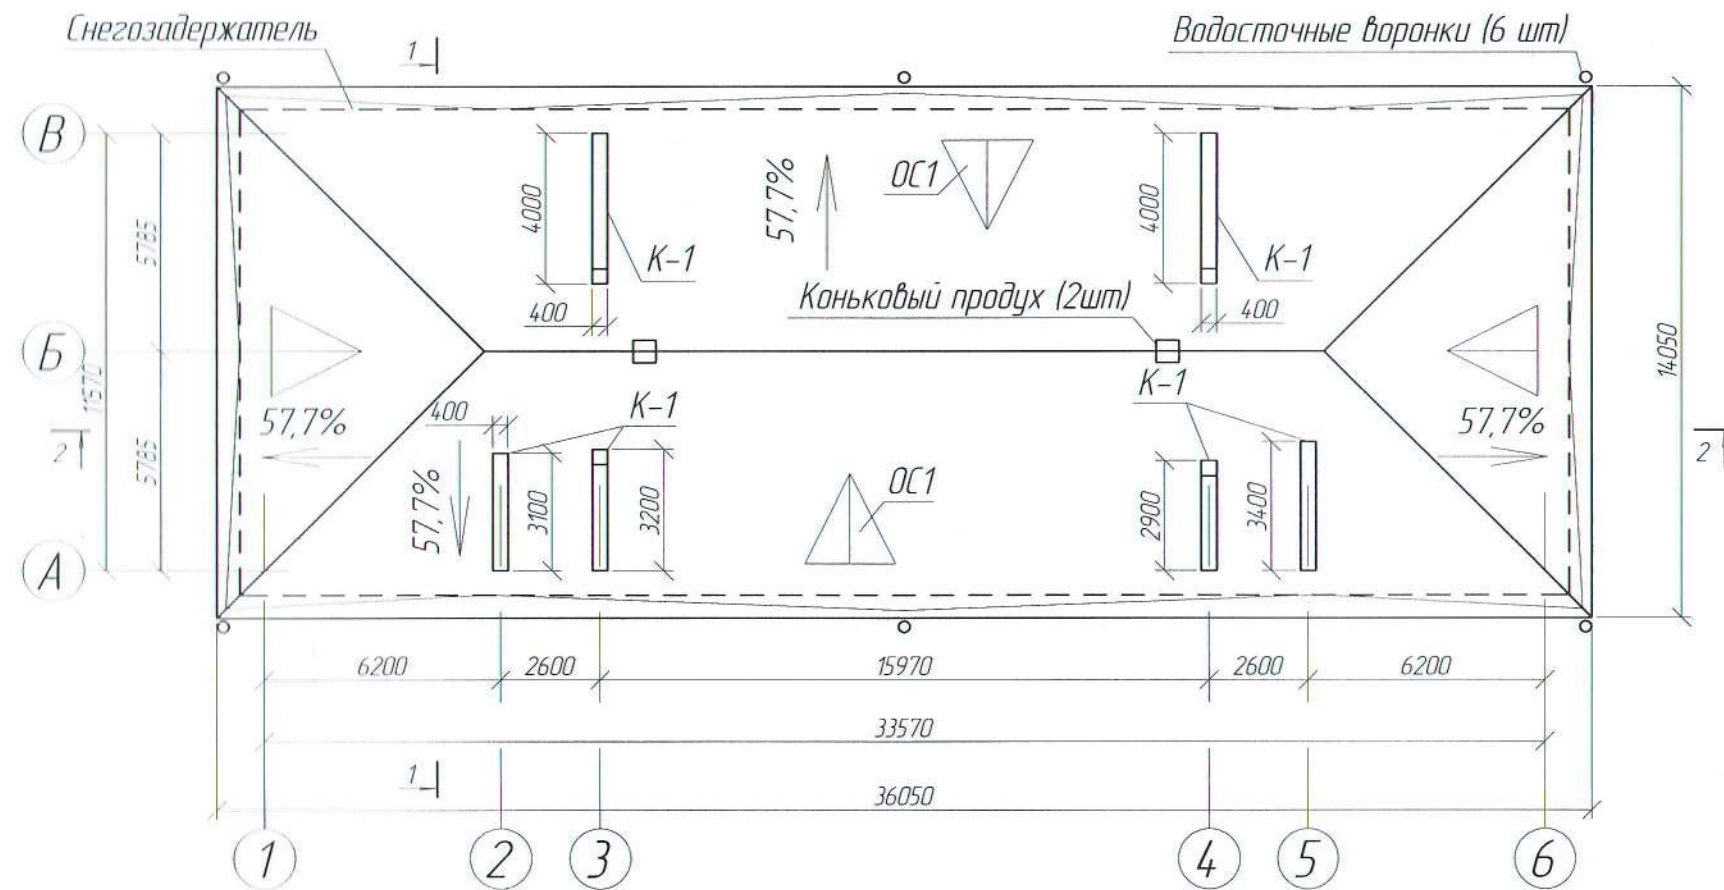 Снегозадержатель
1
Водосточные воронки (6 шт)
В
4000
57,7%
ОС1
4000
5785
К-1
К-1
400
Коньковый продух (2шт)
400
Б
11570
14050
К-1
57,7%
400
К-1
57,7%
2
2
5785
57,7%
3100
3200
ОС1
2900
3400
А
6200
2600
15970
2600
6200
33570
1
36050
1
2
3
4
5
6